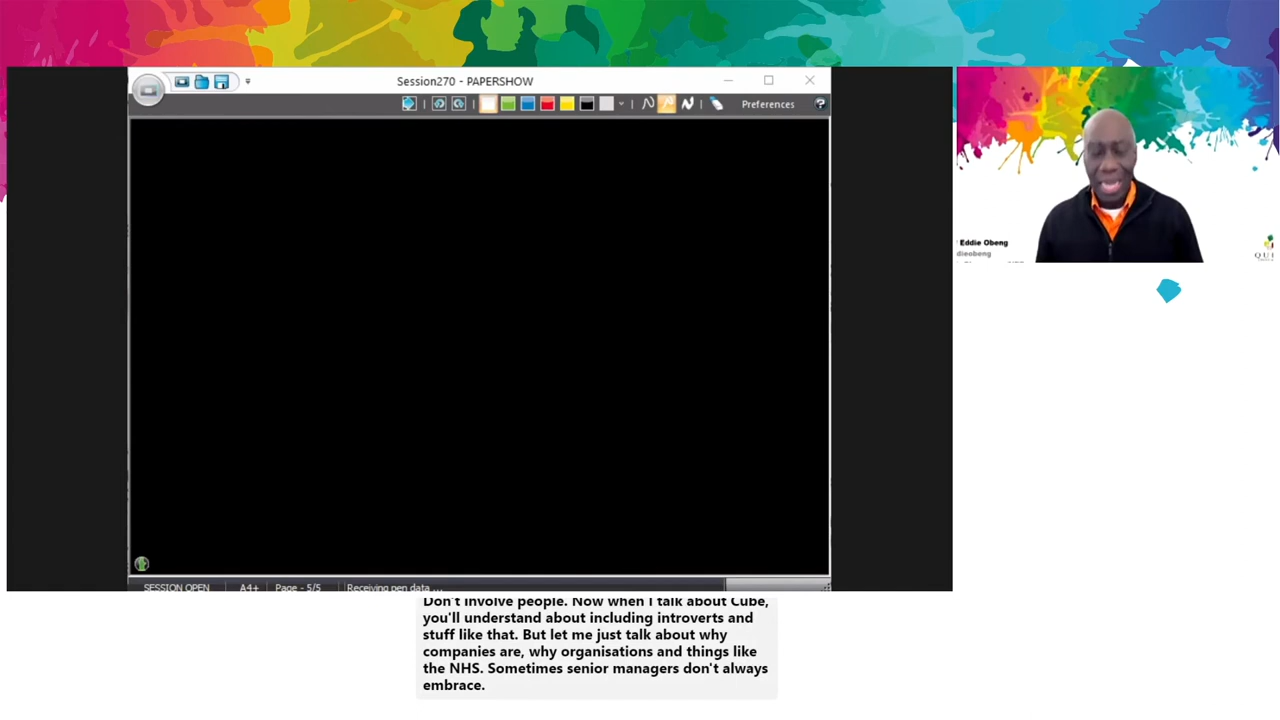 Session270 - PAPERSHOW
Preferences
Eddie Obeng
dieobeng
SESSION OPEN
A4+
Page - 5/5
Receiving pen data ...
Don't involve people. Now when I talk about Cube,
you'll understand about including introverts and
stuff like that. But let me just talk about why
companies are, why organisations and things like
the NHS. Sometimes senior managers don't always
embrace.